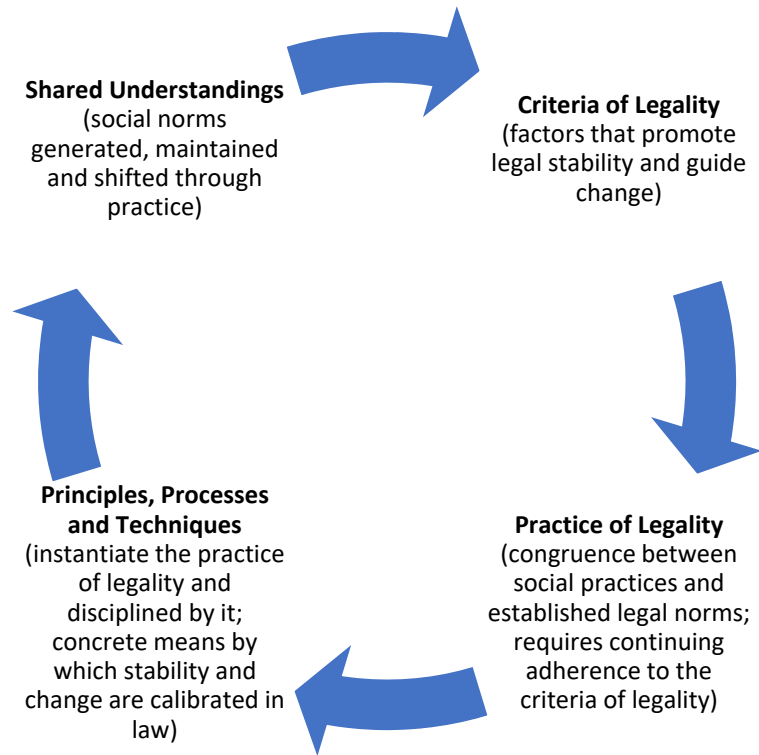 Shared Understandings
(social norms
generated, maintained
and shifted through
practice)
Criteria of Legality
(factors that promote
legal stability and guide
change)
Practice of Legality
(congruence between
social practices and
established legal norms;
requires continuing
adherence to the
criteria of legality)
Principles, Processes
and Techniques
(instantiate the practice
of legality and
disciplined by it;
concrete means by
which stability and
change are calibrated in
law)